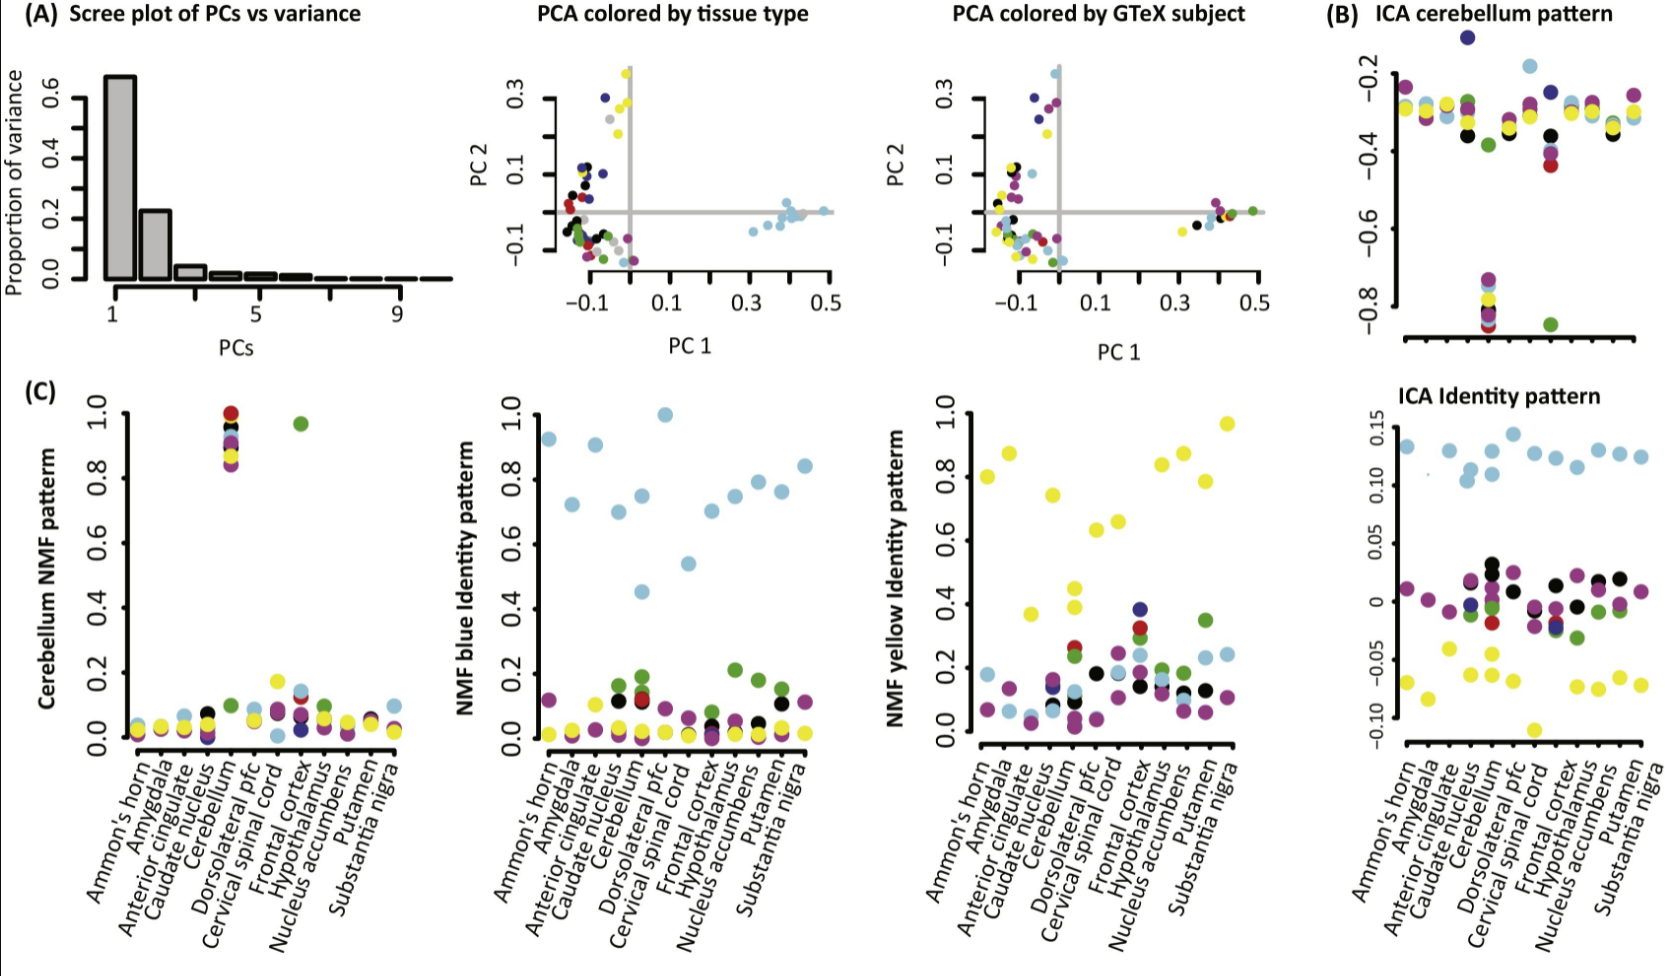 (A) Scree plot of PCs vs variance
Proportion of variance
0.6
0.4
0.2
0.0
1
5
9
PCs
PCA colored by tissue type
PC 2
0.3
0.1
−0.1
−0.1
0.1
0.3
0.5
PC 1
PCA colored by GTeX subject
PC 2
0.3
0.1
−0.1
−0.1
0.1
0.3
0.5
PC 1
(B) ICA cerebellum pattern
−0.2
−0.4
−0.6
−0.8
ICA Identity pattern
0.15
0.10
0.05
0
−0.05
−0.10
Ammon's horn
Amygdala
Anterior cingulate
Caudate nucleus
Cerebellum
Dorsolateral pfc
Cervical spinal cord
Frontal cortex
Hypothalamus
Nucleus accumbens
Putamen
Substantia nigra
(C)
Cerebellum NMF pattem
1.0
0.8
0.6
0.4
0.2
0.0
Ammon's horn
Amygdala
Anterior cingulate
Caudate nucleus
Cerebellum
Dorsolateral pfc
Cervical spinal cord
Frontal cortex
Hypothalamus
Nucleus accumbens
Putamen
Substantia nigra
NMF blue Identity pattem
1.0
0.8
0.6
0.4
0.2
0.0
Ammon's horn
Amygdala
Anterior cingulate
Caudate nucleus
Cerebellum
Dorsolateral pfc
Cervical spinal cord
Frontal cortex
Hypothalamus
Nucleus accumbens
Putamen
Substantia nigra
NMF yellow Identity pattem
1.0
0.8
0.6
0.4
0.2
0.0
Ammon's horn
Amygdala
Anterior cingulate
Caudate nucleus
Cerebellum
Dorsolateral pfc
Cervical spinal cord
Frontal cortex
Hypothalamus
Nucleus accumbens
Putamen
Substantia nigra